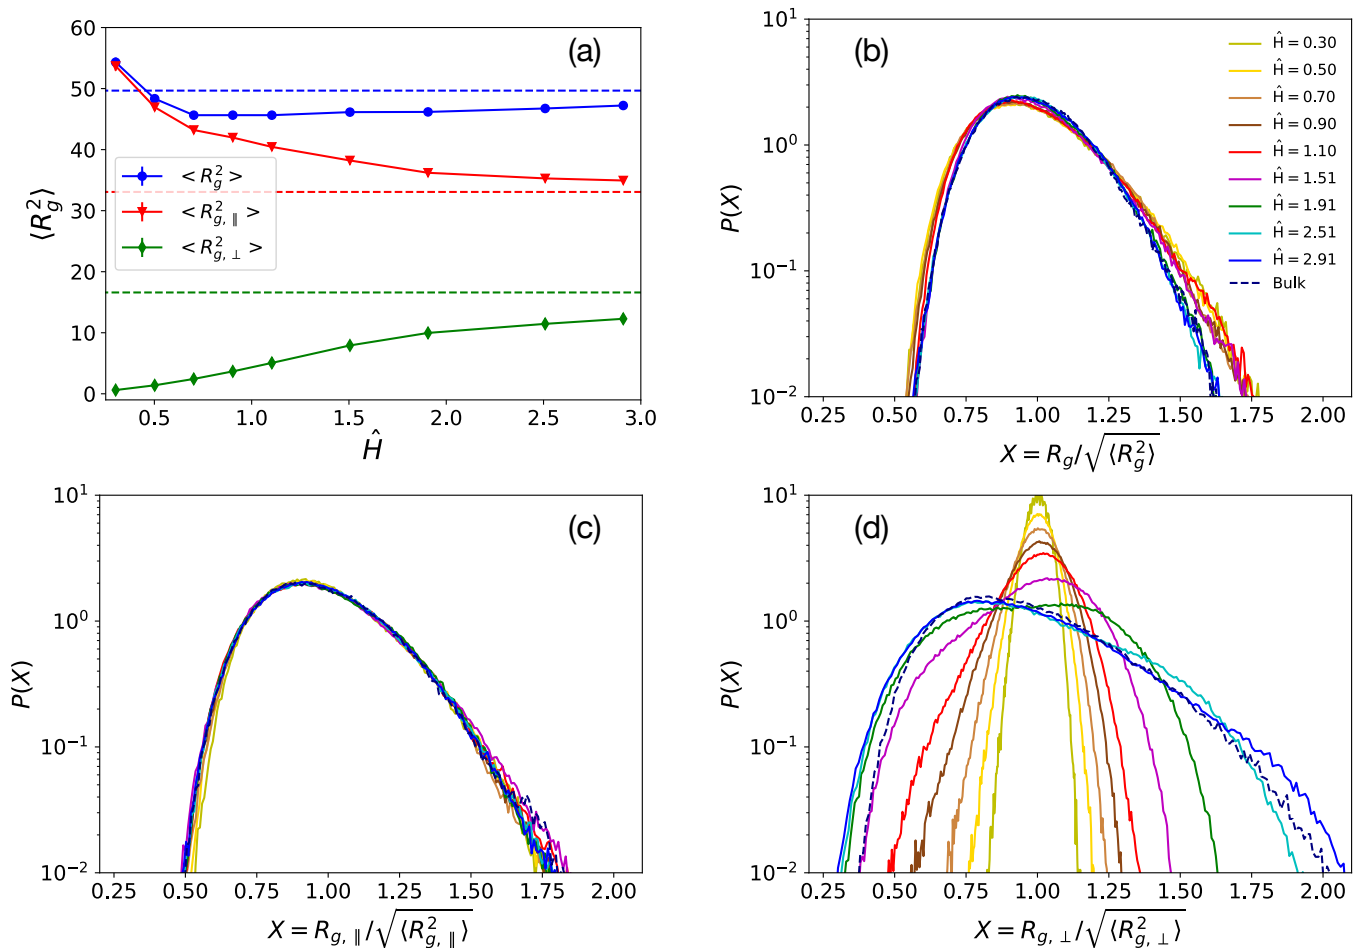 (a)
60
50
40
30
20
10
0
⟨R_g^2⟩
< R_g^2 >
< R_{g,∥}^2 >
< R_{g,⊥}^2 >
0.5 1.0 1.5 2.0 2.5 3.0
Ĥ
(b)
10^1
10^0
10^{-1}
10^{-2}
P(X)
Ĥ = 0.30
Ĥ = 0.50
Ĥ = 0.70
Ĥ = 0.90
Ĥ = 1.10
Ĥ = 1.51
Ĥ = 1.91
Ĥ = 2.51
Ĥ = 2.91
Bulk
0.25 0.50 0.75 1.00 1.25 1.50 1.75 2.00
X = R_g/√⟨R_g^2⟩
(c)
10^1
10^0
10^{-1}
10^{-2}
P(X)
0.25 0.50 0.75 1.00 1.25 1.50 1.75 2.00
X = R_{g,∥}/√⟨R_{g,∥}^2⟩
(d)
10^1
10^0
10^{-1}
10^{-2}
P(X)
0.25 0.50 0.75 1.00 1.25 1.50 1.75 2.00
X = R_{g,⊥}/√⟨R_{g,⊥}^2⟩